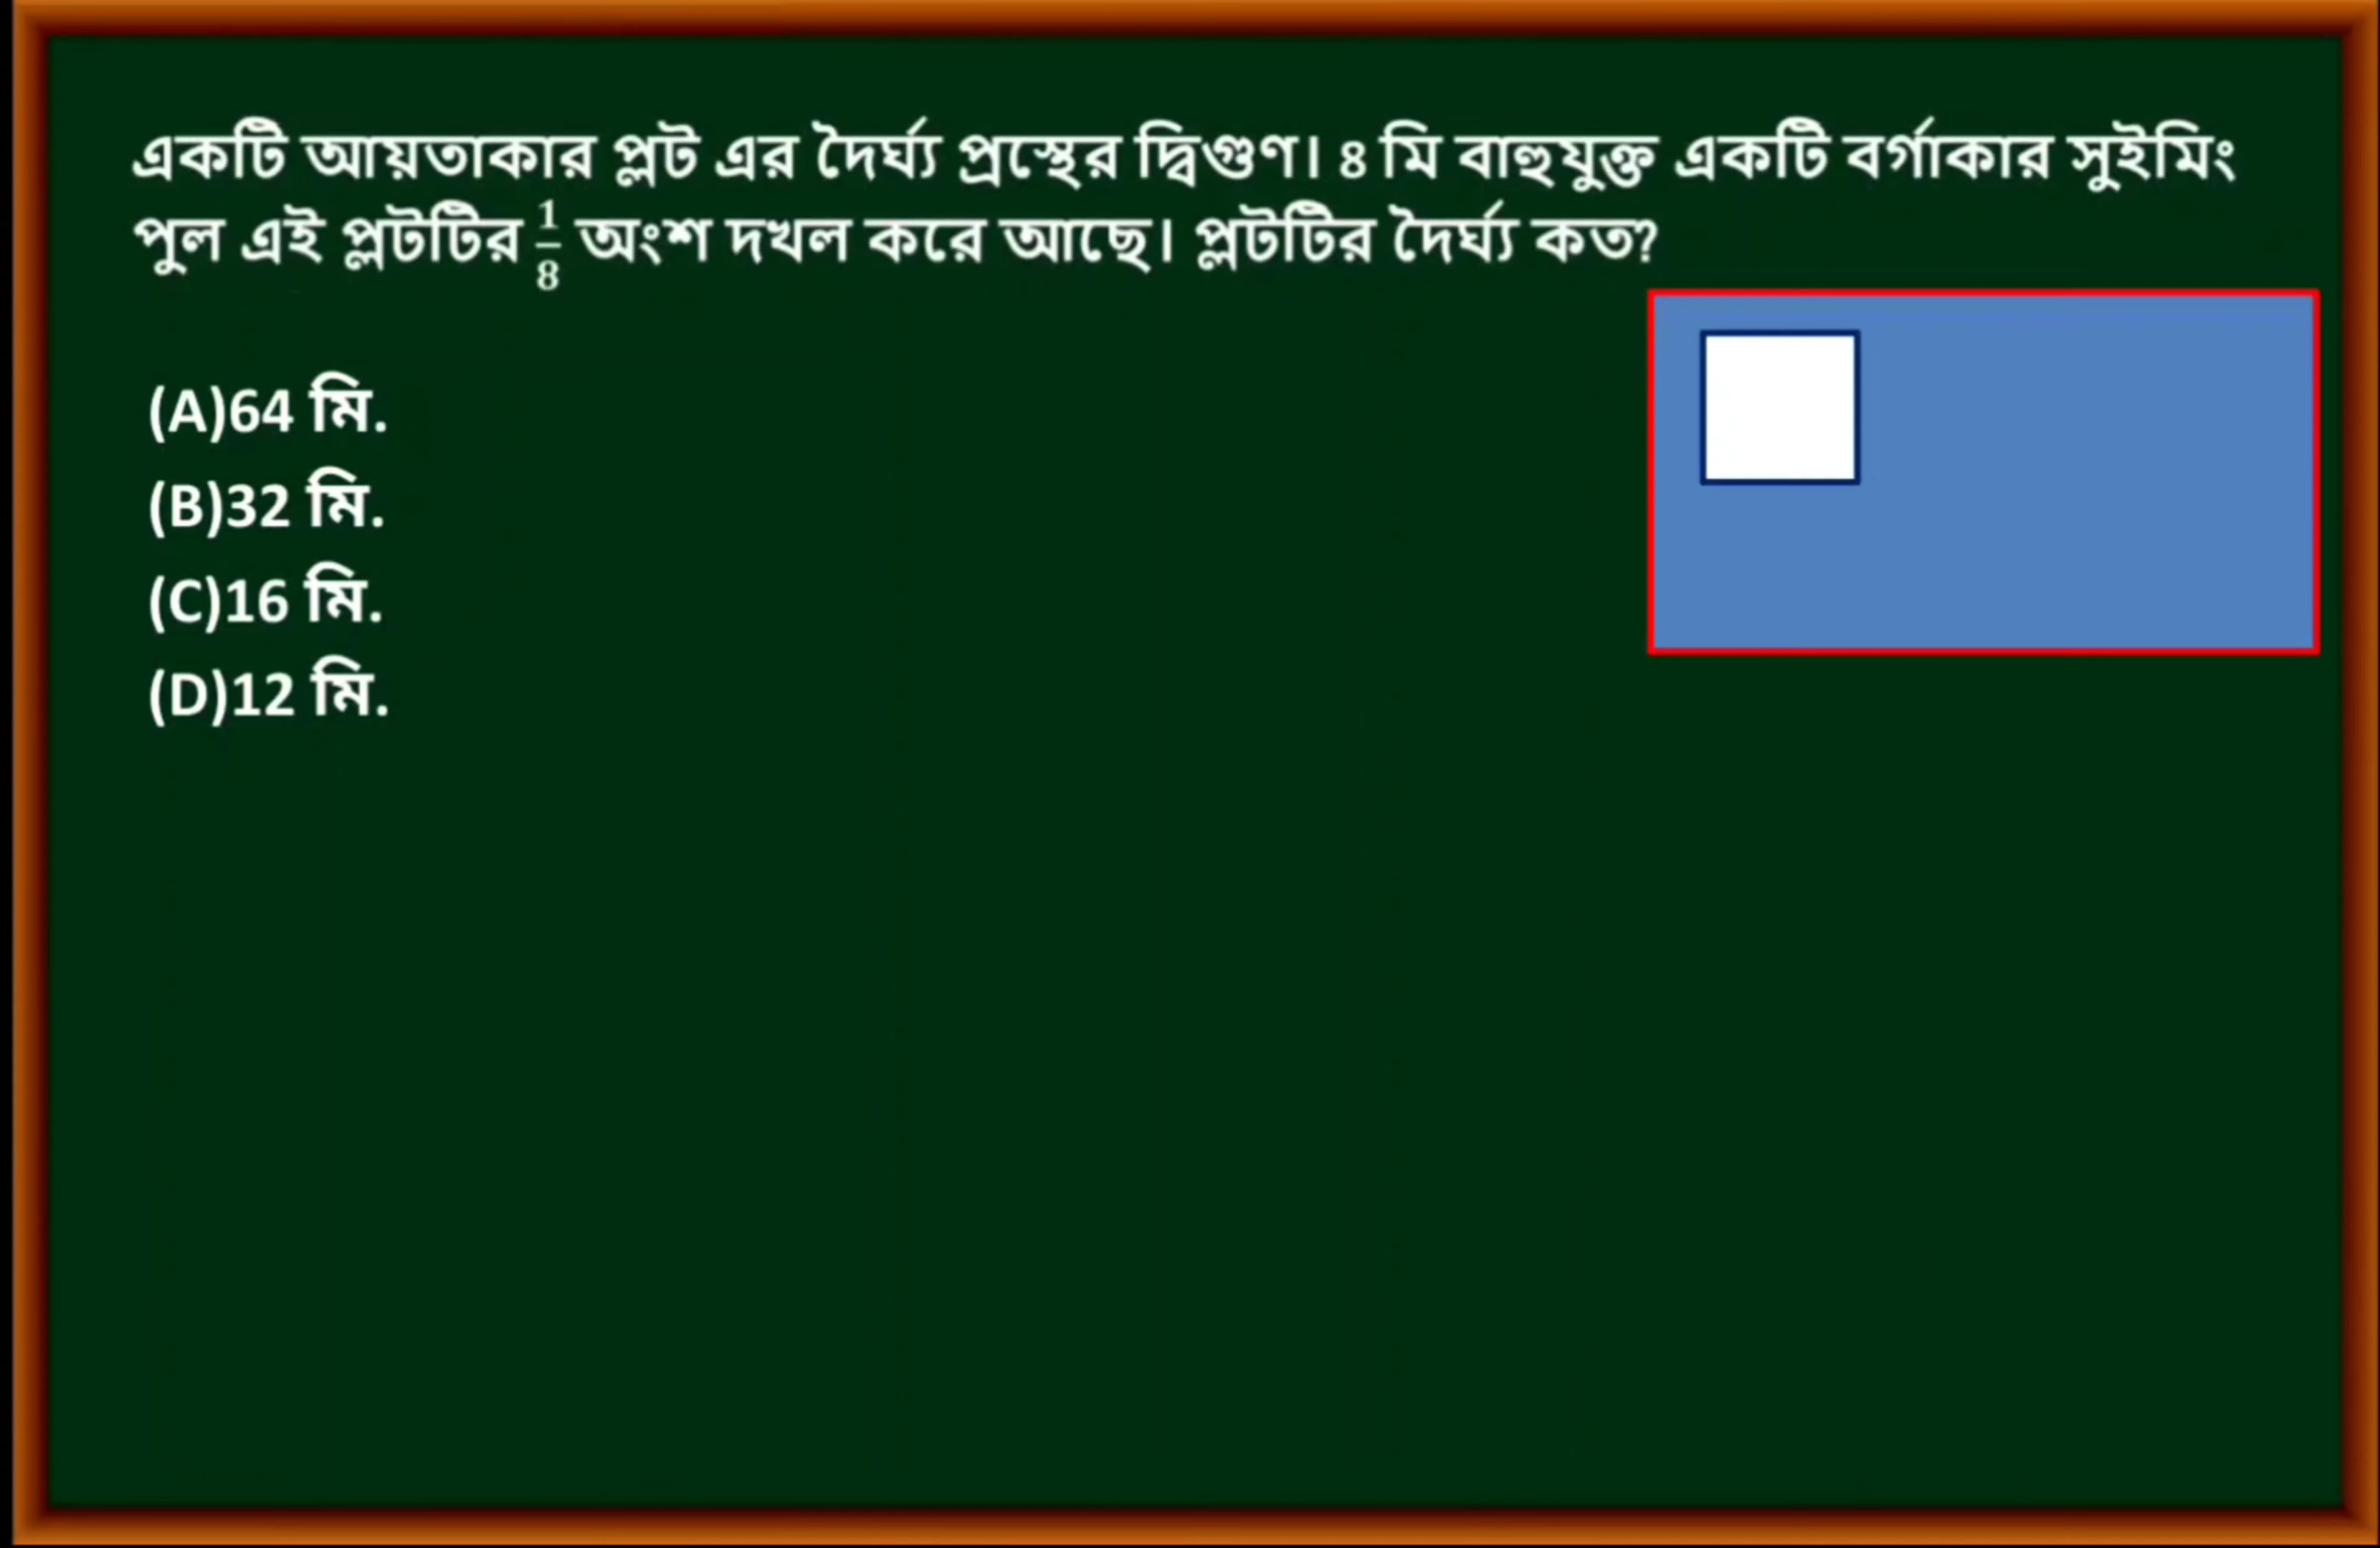 একটি আয়তাকার প্লট এর দৈর্ঘ্য প্রস্থের দ্বিগুণ। 8 মি বাহুযুক্ত একটি বর্গাকার সুইমিং
পুল এই প্লটটির 1/8 অংশ দখল করে আছে। প্লটটির দৈর্ঘ্য কত?
(A)64 মি.
(B)32 মি.
(C)16 মি.
(D)12 মি.